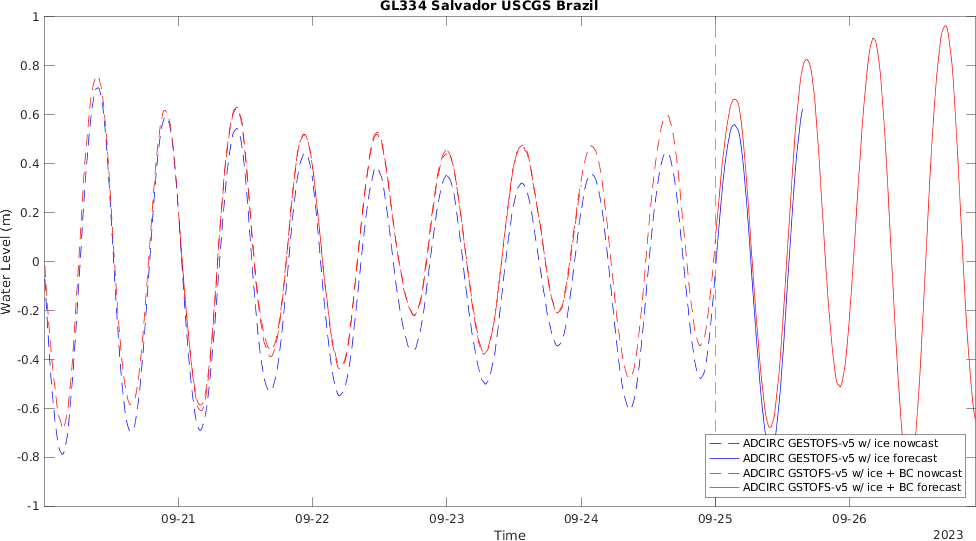 GL334 Salvador USCGS Brazil
Water Level (m)
1
0.8
0.6
0.4
0.2
0
-0.2
-0.4
-0.6
-0.8
-1
09-21
09-22
09-23
09-24
09-25
09-26
Time
2023
ADCIRC GESTOFS-v5 w/ ice nowcast
ADCIRC GESTOFS-v5 w/ ice forecast
ADCIRC GSTOFS-v5 w/ ice + BC nowcast
ADCIRC GSTOFS-v5 w/ ice + BC forecast